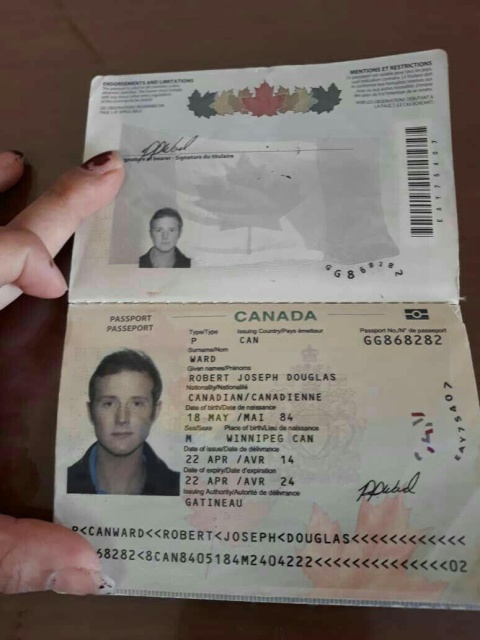 ENDORSEMENTS AND LIMITATIONS
MENTIONS ET RESTRICTIONS
Signature of bearer - Signature du titulaire
EAY75407
GG868282
PASSPORT
PASSEPORT
CANADA
Type/Type Issuing Country/Pays émetteur Passport No./N° de passeport
P CAN GG868282
Surname/Nom
WARD
Given names/Prénoms
ROBERT JOSEPH DOUGLAS
Nationality/Nationalité
CANADIAN/CANADIENNE
Date of birth/Date de naissance
18 MAY /MAI 84
Sex/Sexe Place of birth/Lieu de naissance
M WINNIPEG CAN
Date of issue/Date de délivrance
22 APR /AVR 14
Date of expiry/Date d'expiration
22 APR /AVR 24
Issuing Authority/Autorité de délivrance
GATINEAU
P<CANWARD<<ROBERT<JOSEPH<DOUGLAS<<<<<<<<<<<<
68282<8CAN8405184M2404222<<<<<<<<<<<<<<02